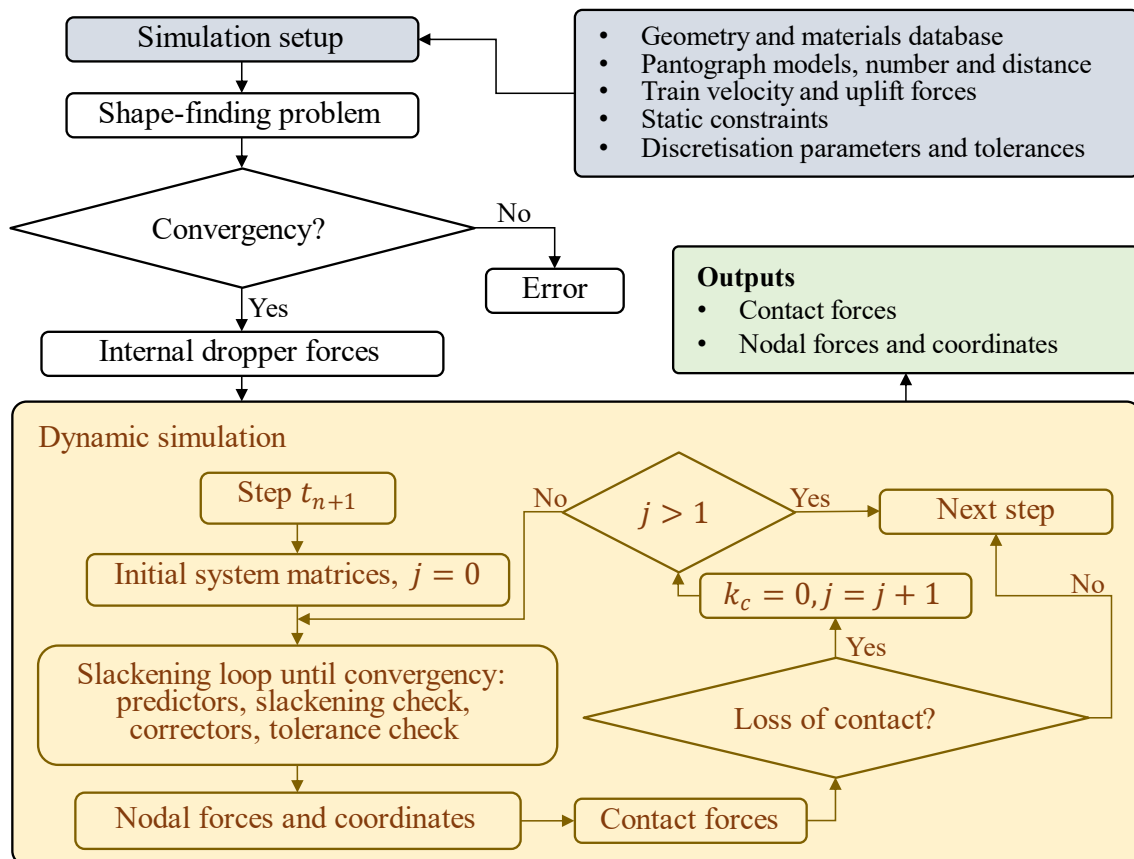 Simulation setup
• Geometry and materials database
• Pantograph models, number and distance
• Train velocity and uplift forces
• Static constraints
• Discretisation parameters and tolerances
Shape-finding problem
Convergency?
No
Error
Yes
Internal dropper forces
Outputs
• Contact forces
• Nodal forces and coordinates
Dynamic simulation
Step $t_{n+1}$
Initial system matrices, $j = 0$
No
$j > 1$
Yes
Next step
$k_c = 0, j = j + 1$
No
Yes
Slackening loop until convergency:
predictors, slackening check,
correctors, tolerance check
Loss of contact?
Nodal forces and coordinates
Contact forces